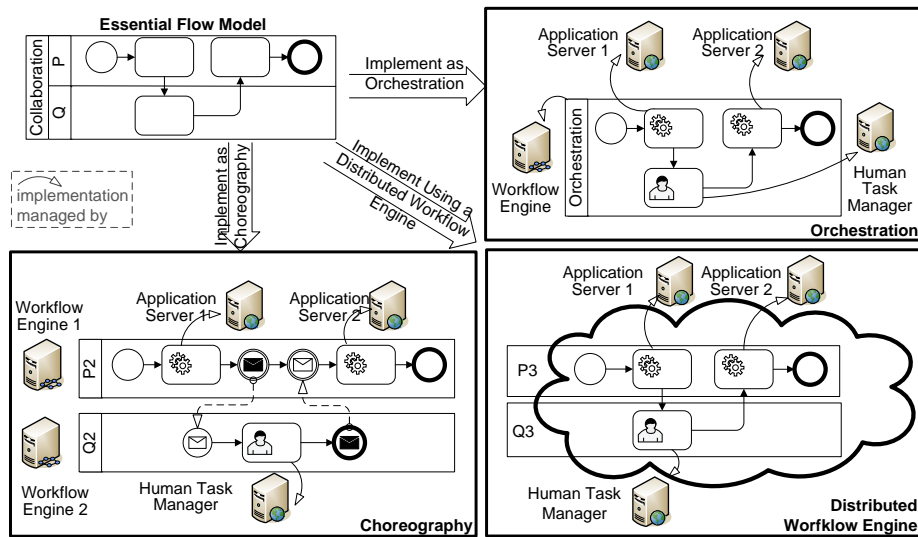 Essential Flow Model
Collaboration
P
Q
Implement as
Orchestration
Implement as
Choreography
Implement Using a
Distributed Workflow
Engine
implementation
managed by
Application
Server 1
Application
Server 2
Orchestration
Workflow
Engine
Human
Task
Manager
Orchestration
Workflow
Engine 1
Application
Server 1
Application
Server 2
P2
Q2
Workflow
Engine 2
Human Task
Manager
Choreography
Application
Server 1
Application
Server 2
P3
Q3
Human Task
Manager
Distributed
Worfklow Engine